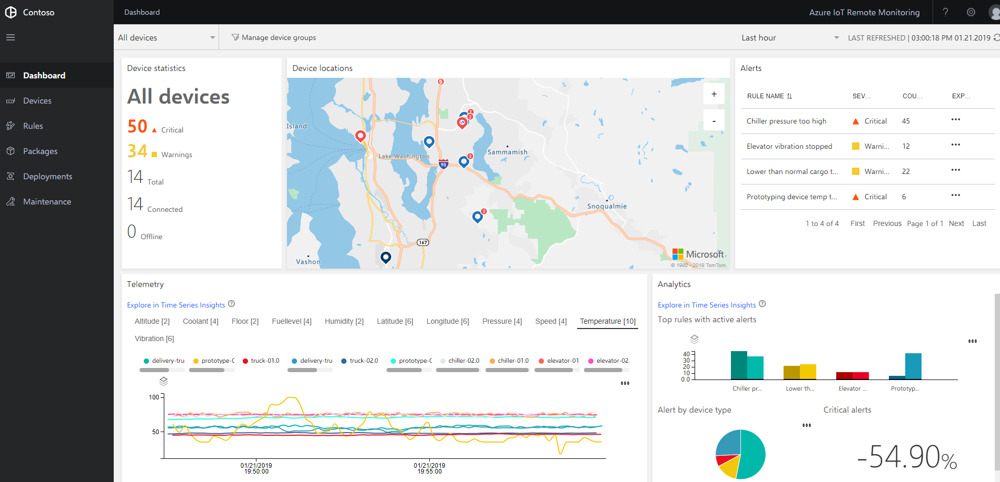 Contoso
Dashboard
Azure IoT Remote Monitoring
?
All devices
Manage device groups
Last hour
LAST REFRESHED | 03:00:18 PM 01.21.2019
Dashboard
Devices
Rules
Packages
Deployments
Maintenance
Device statistics
All devices
50 Critical
34 Warnings
14 Total
14 Connected
0 Offline
Device locations
+
-
Island
Lake Washington
90
Sammamish
Snoqualmie
167
Vashon
2
2
3
2
Microsoft
© 1992 - 2019 TomTom.
Alerts
RULE NAME SEV... COU... EXP...
Chiller pressure too high Critical 45 •••
Elevator vibration stopped Warni... 12 •••
Lower than normal cargo t... Warni... 22 •••
Prototyping device temp t... Critical 6 •••
1 to 4 of 4 First Previous Page 1 of 1 Next Last
Telemetry
Explore in Time Series Insights ?
Altitude [2] Coolant [4] Floor [2] Fuellevel [4] Humidity [2] Latitude [6] Longitude [6] Pressure [4] Speed [4] Temperature [10]
Vibration [6]
delivery-tru prototype-0 truck-01.0 delivery-tru truck-02.0 prototype-0 chiller-02.0 chiller-01.0 elevator-01 elevator-02.
100
50
01/21/2019 01/21/2019
19:50:00 19:55:00
Analytics
Explore in Time Series Insights ?
Top rules with active alerts
40
30
20
10
0.0
Chiller pr... Lower th... Elevator ... Prototyp...
Alert by device type
Critical alerts
-54.90%